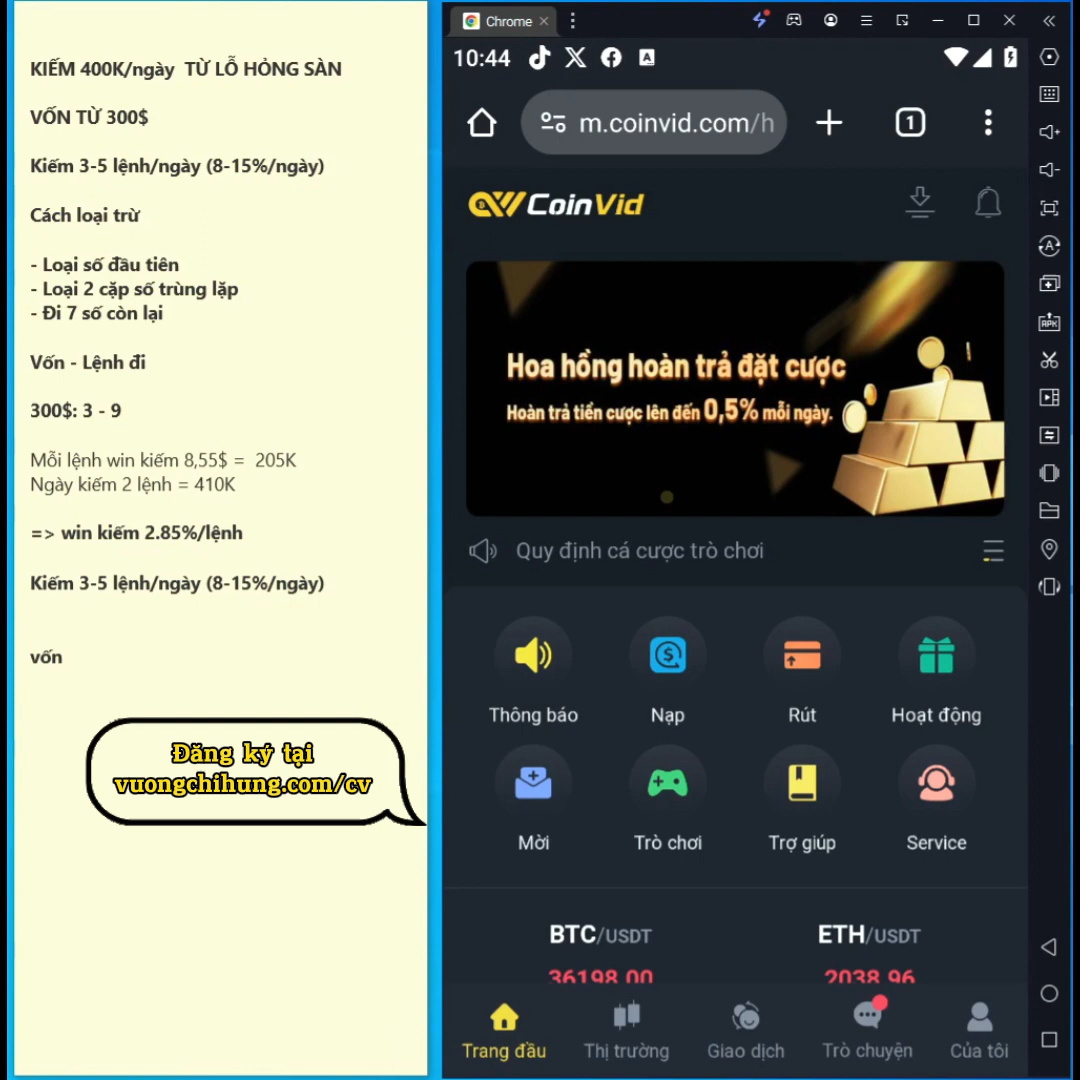 KIẾM 400K/ngày TỪ LỖ HỎNG SÀN
VỐN TỪ 300$
Kiếm 3-5 lệnh/ngày (8-15%/ngày)
Cách loại trừ
- Loại số đầu tiên
- Loại 2 cặp số trùng lặp
- Đi 7 số còn lại
Vốn - Lệnh đi
300$: 3 - 9
Mỗi lệnh win kiếm 8,55$ = 205K
Ngày kiếm 2 lệnh = 410K
=> win kiếm 2.85%/lệnh
Kiếm 3-5 lệnh/ngày (8-15%/ngày)
vốn
Đăng ký tại
vuongchihung.com/cv
Chrome
10:44
m.coinvid.com/h
1
CoinVid
Hoa hồng hoàn trả đặt cược
Hoàn trả tiền cược lên đến 0,5% mỗi ngày.
Quy định cá cược trò chơi
Thông báo Nạp Rút Hoạt động
Mời Trò chơi Trợ giúp Service
BTC/USDT ETH/USDT
36198.00 2038.96
Trang đầu Thị trường Giao dịch Trò chuyện Của tôi